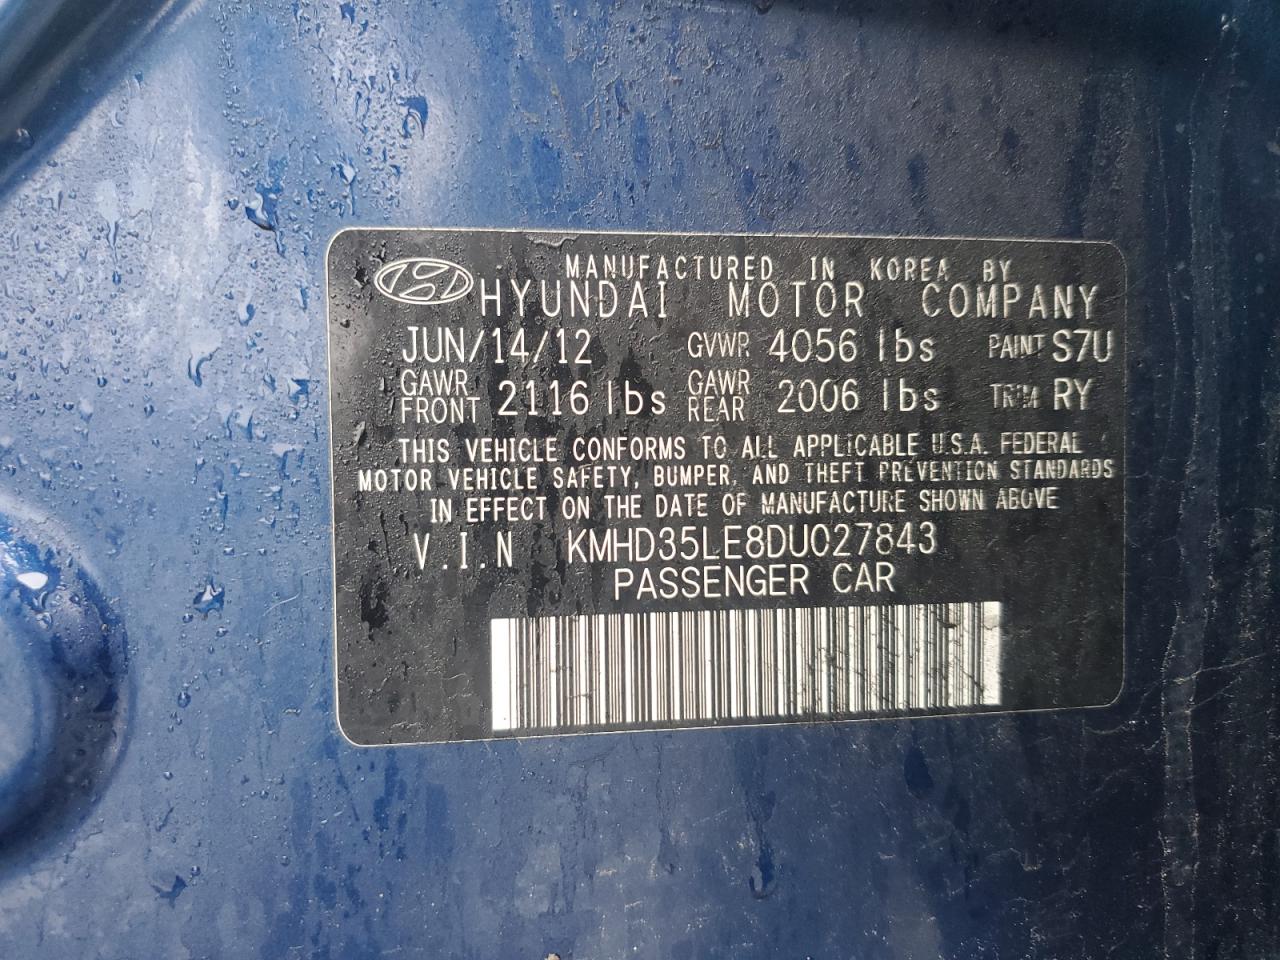 MANUFACTURED IN KOREA BY
HYUNDAI MOTOR COMPANY
JUN/14/12 GVWR 4056 lbs PAINT S7U
GAWR FRONT 2116 lbs GAWR REAR 2006 lbs TRIM RY
THIS VEHICLE CONFORMS TO ALL APPLICABLE U.S.A. FEDERAL
MOTOR VEHICLE SAFETY, BUMPER, AND THEFT PREVENTION STANDARDS
IN EFFECT ON THE DATE OF MANUFACTURE SHOWN ABOVE
V.I.N KMHD35LE8DU027843
PASSENGER CAR